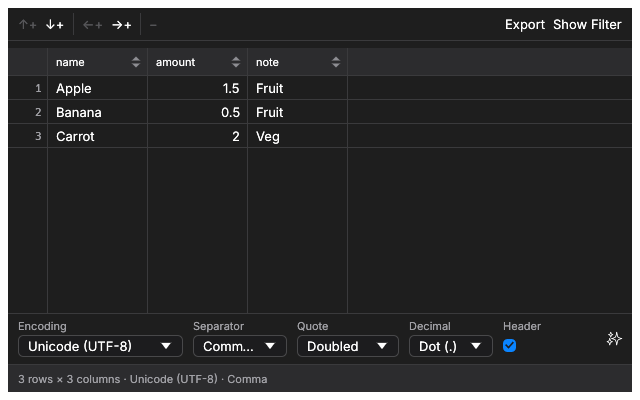 Export Show Filter
name amount note
1 Apple 1.5 Fruit
2 Banana 0.5 Fruit
3 Carrot 2 Veg
Encoding Separator Quote Decimal Header
Unicode (UTF-8) Comm... Doubled Dot (.)
3 rows × 3 columns · Unicode (UTF-8) · Comma